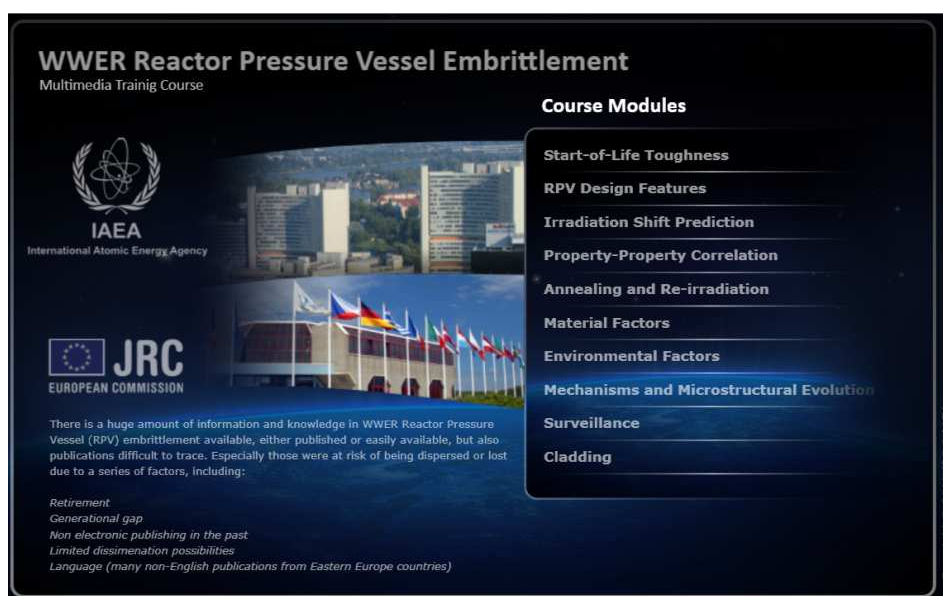 WWER Reactor Pressure Vessel Embrittlement
Multimedia Trainig Course
IAEA
International Atomic Energy Agency
JRC
EUROPEAN COMMISSION
There is a huge amount of information and knowledge in WWER Reactor Pressure
Vessel (RPV) embrittlement available, either published or easily available, but also
publications difficult to trace. Especially those were at risk of being dispersed or lost
due to a series of factors, including:
Retirement
Generational gap
Non electronic publishing in the past
Limited dissimenation possibilities
Language (many non-English publications from Eastern Europe countries)
Course Modules
Start-of-Life Toughness
RPV Design Features
Irradiation Shift Prediction
Property-Property Correlation
Annealing and Re-irradiation
Material Factors
Environmental Factors
Mechanisms and Microstructural Evolution
Surveillance
Cladding